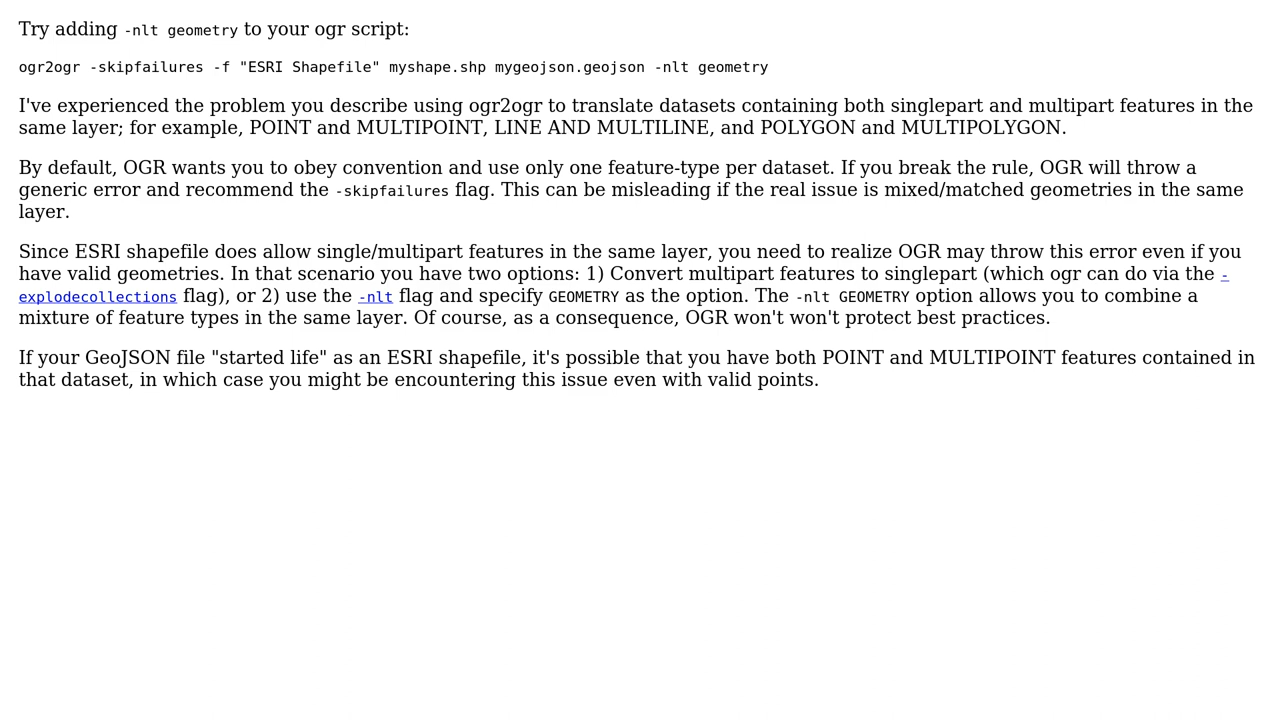 Try adding -nlt geometry to your ogr script:
ogr2ogr -skipfailures -f "ESRI Shapefile" myshape.shp mygeojson.geojson -nlt geometry
I've experienced the problem you describe using ogr2ogr to translate datasets containing both singlepart and multipart features in the
same layer; for example, POINT and MULTIPOINT, LINE AND MULTILINE, and POLYGON and MULTIPOLYGON.
By default, OGR wants you to obey convention and use only one feature-type per dataset. If you break the rule, OGR will throw a
generic error and recommend the -skipfailures flag. This can be misleading if the real issue is mixed/matched geometries in the same
layer.
Since ESRI shapefile does allow single/multipart features in the same layer, you need to realize OGR may throw this error even if you
have valid geometries. In that scenario you have two options: 1) Convert multipart features to singlepart (which ogr can do via the -
explodecollections flag), or 2) use the -nlt flag and specify GEOMETRY as the option. The -nlt GEOMETRY option allows you to combine a
mixture of feature types in the same layer. Of course, as a consequence, OGR won't won't protect best practices.
If your GeoJSON file "started life" as an ESRI shapefile, it's possible that you have both POINT and MULTIPOINT features contained in
that dataset, in which case you might be encountering this issue even with valid points.